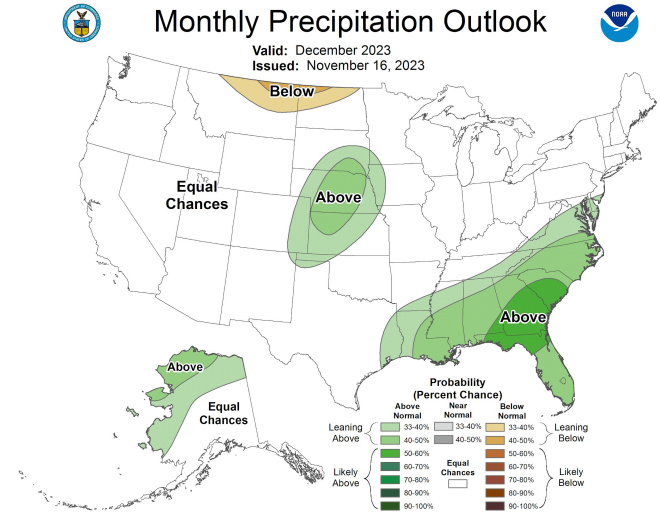 Monthly Precipitation Outlook
Valid: December 2023
Issued: November 16, 2023
NOAA
Below
Equal
Chances
Above
Above
Above
Equal
Chances
Probability
(Percent Chance)
Above
Normal
Near
Normal
Below
Normal
Leaning
Above
33-40%
33-40%
33-40%
Leaning
Below
40-50%
40-50%
40-50%
Likely
Above
50-60%
50-60%
Likely
Below
60-70%
Equal
Chances
60-70%
70-80%
70-80%
80-90%
80-90%
90-100%
90-100%